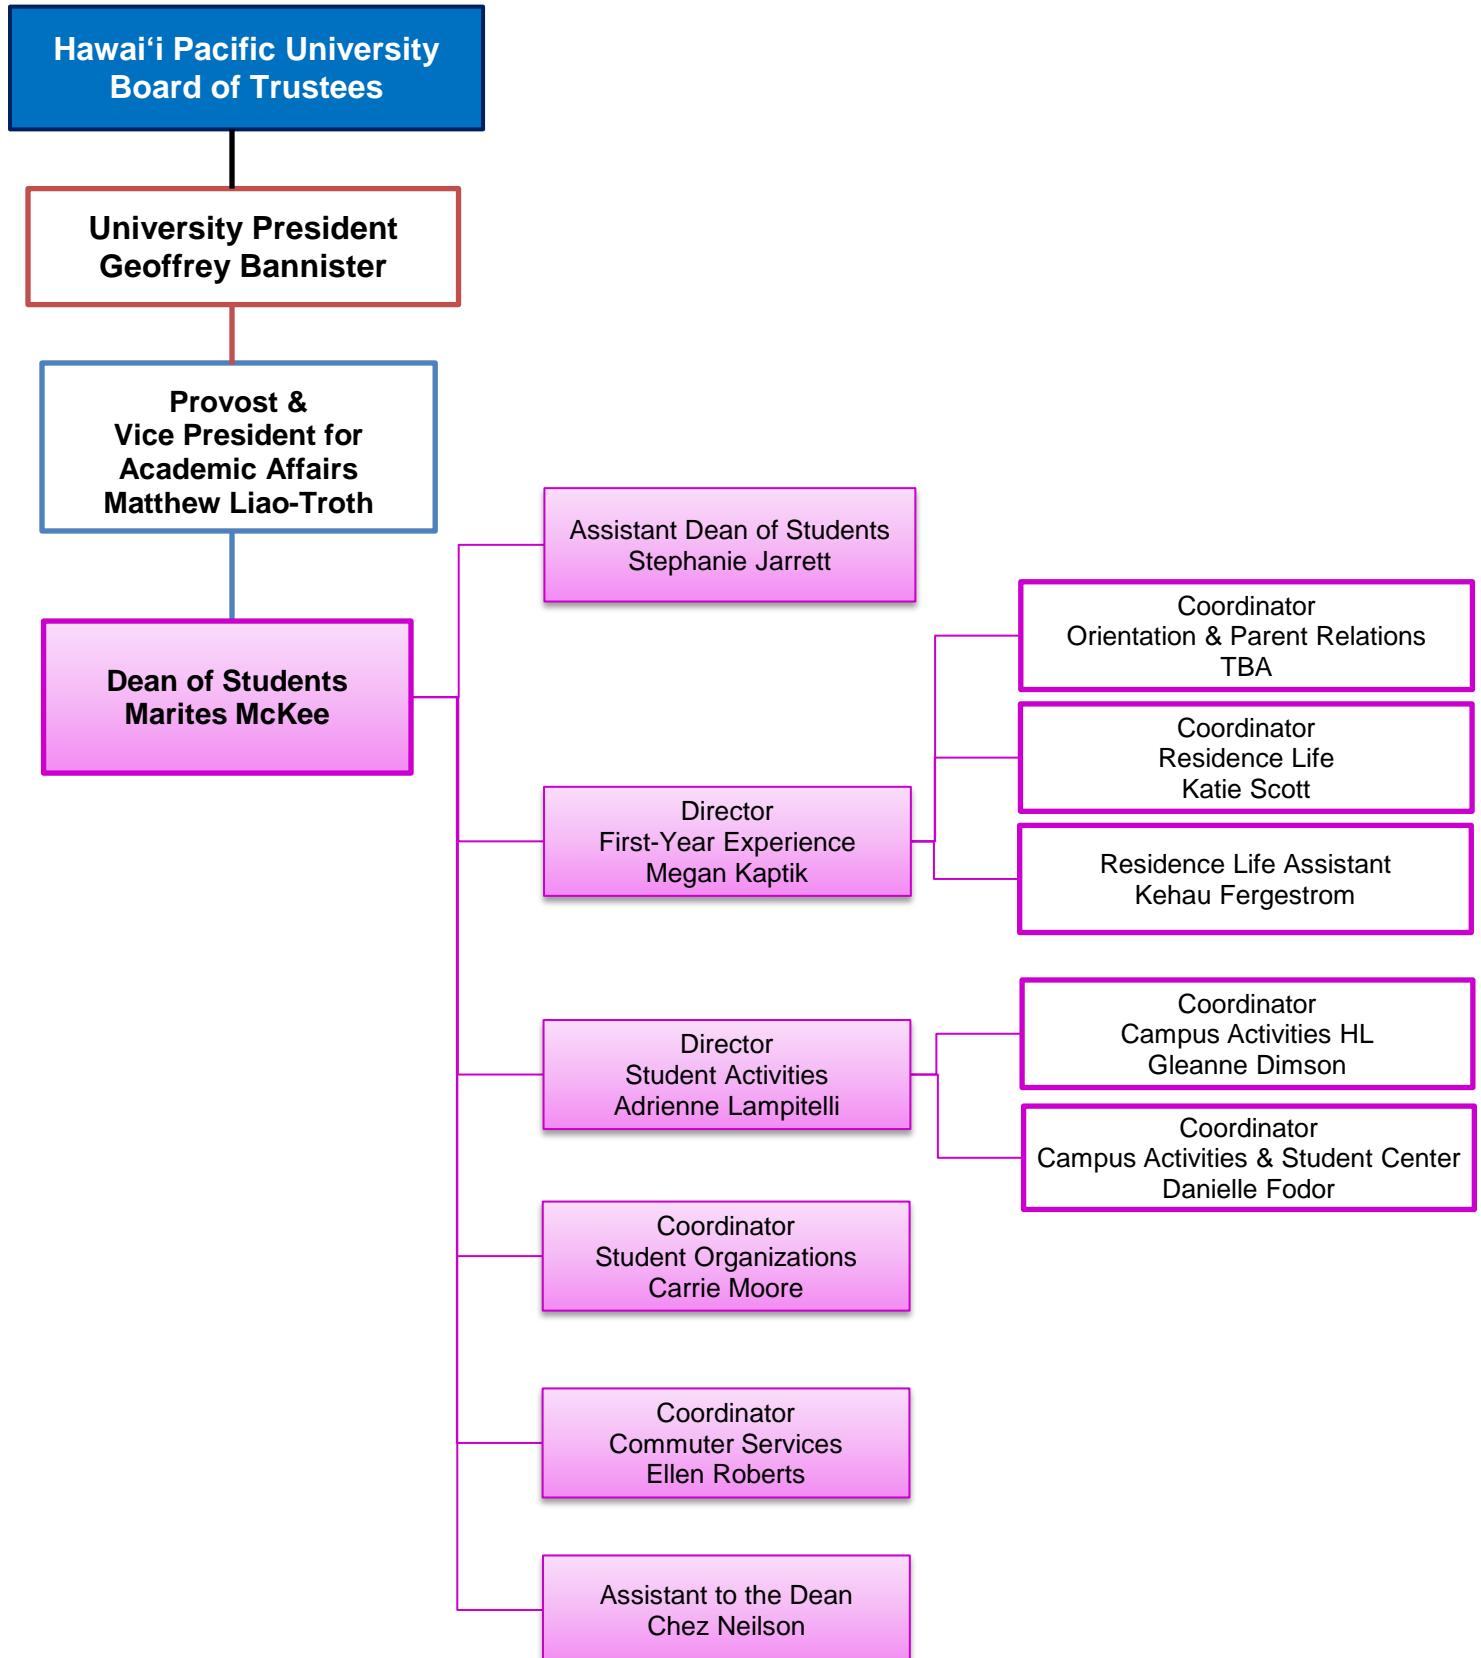 Hawai‘i Pacific University
Board of Trustees
University President
Geoffrey Bannister
Provost &
Vice President for
Academic Affairs
Matthew Liao-Troth
Dean of Students
Marites McKee
Assistant Dean of Students
Stephanie Jarrett
Director
First-Year Experience
Megan Kaptik
Coordinator
Orientation & Parent Relations
TBA
Coordinator
Residence Life
Katie Scott
Residence Life Assistant
Kehau Fergestrom
Director
Student Activities
Adrienne Lampitelli
Coordinator
Campus Activities HL
Gleanne Dimson
Coordinator
Campus Activities & Student Center
Danielle Fodor
Coordinator
Student Organizations
Carrie Moore
Coordinator
Commuter Services
Ellen Roberts
Assistant to the Dean
Chez Neilson